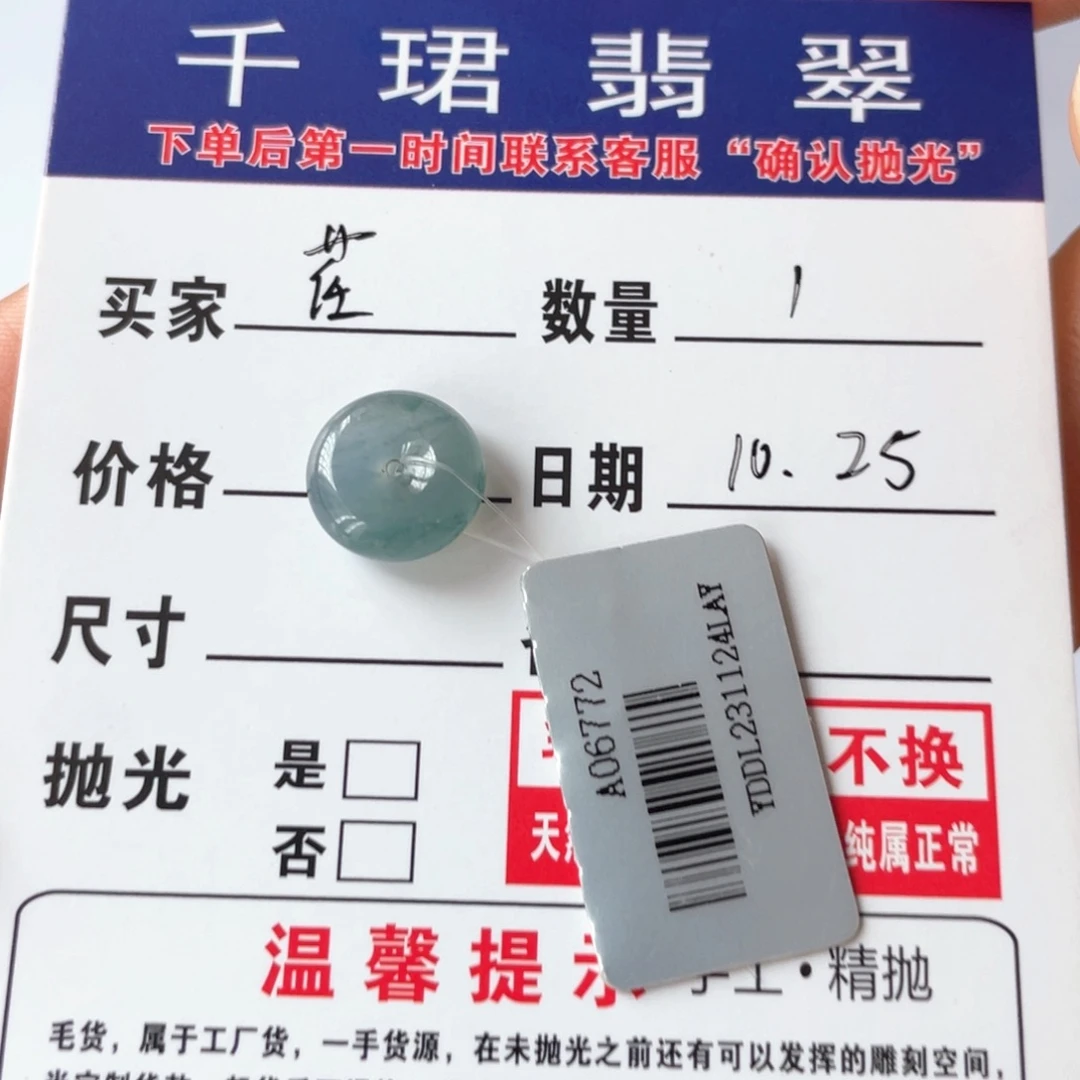 千珺翡翠
下单后第一时间联系客服“确认抛光”
买家 茬 数量 1
价格 日期 10.25
尺寸
抛光 是
否
不换
天 纯属正常
A06772
YDDL231124LAY
温馨提示 手工·精抛
毛货，属于工厂货，一手货源，在未抛光之前还有可以发挥的雕刻空间，